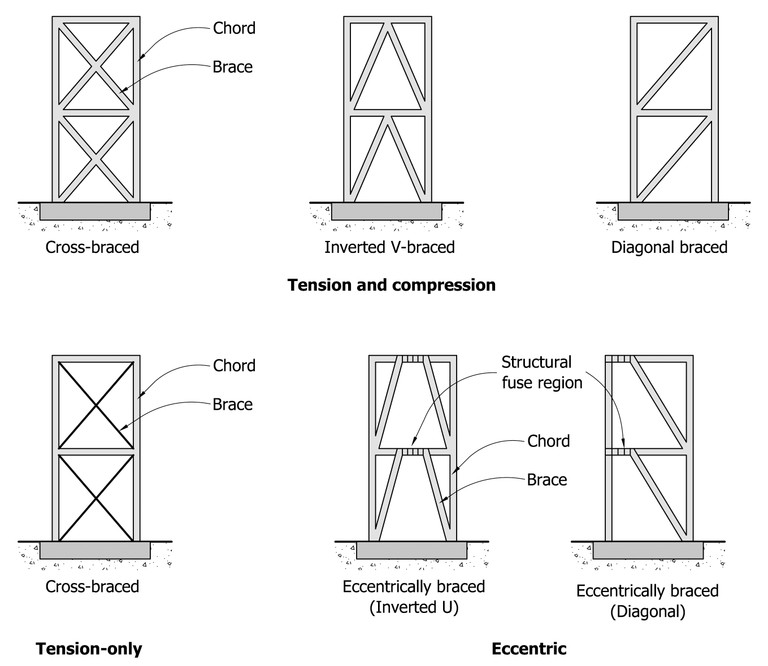 Chord
Brace
Cross-braced
Inverted V-braced
Diagonal braced
Tension and compression
Chord
Brace
Structural
fuse region
Chord
Brace
Cross-braced
Eccentrically braced
(Inverted U)
Eccentrically braced
(Diagonal)
Tension-only
Eccentric